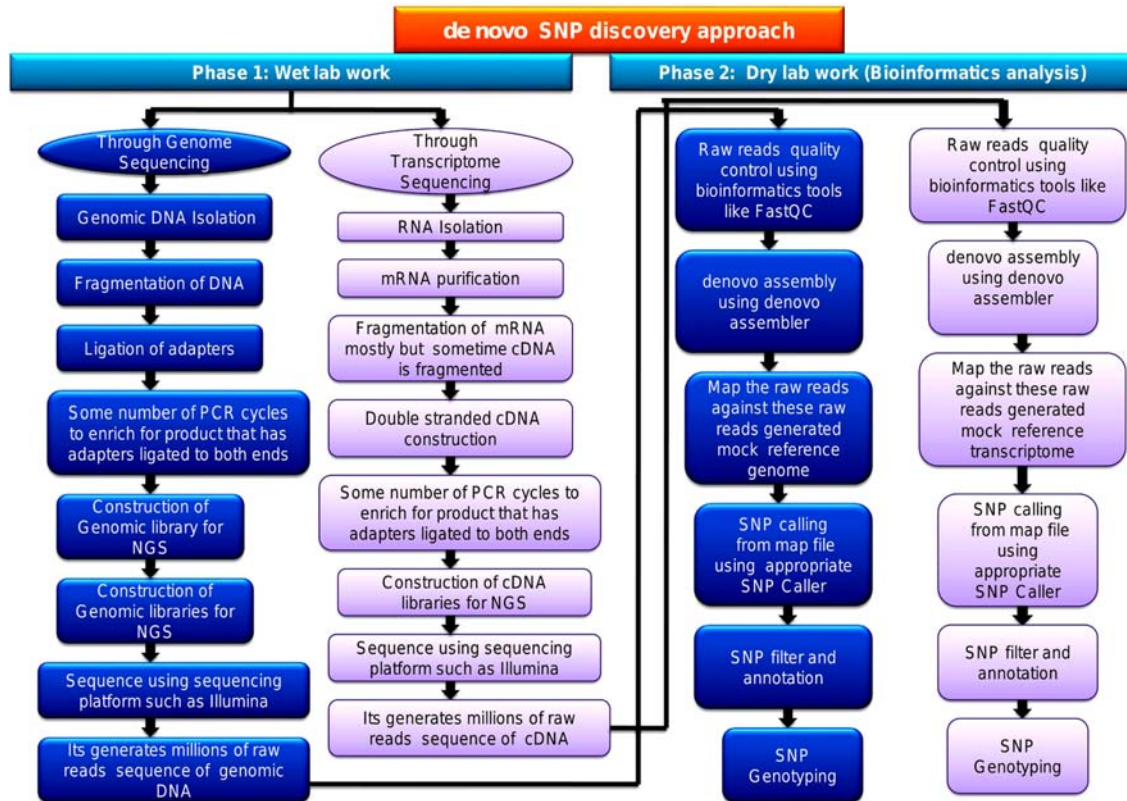 de novo SNP discovery approach
Phase 1: Wet lab work
Through Genome
Sequencing
Genomic DNA Isolation
Fragmentation of DNA
Ligation of adapters
Some number of PCR cycles
to enrich for product that has
adapters ligated to both ends
Construction of
Genomic library for
NGS
Construction of
Genomic libraries for
NGS
Sequence using sequencing
platform such as Illumina
Its generates millions of raw
reads sequence of genomic
DNA
Through
Transcriptome
Sequencing
RNA Isolation
mRNA purification
Fragmentation of mRNA
mostly but sometime cDNA
is fragmented
Double stranded cDNA
construction
Some number of PCR cycles to
enrich for product that has
adapters ligated to both ends
Construction of cDNA
libraries for NGS
Sequence using sequencing
platform such as Illumina
Its generates millions of raw
reads sequence of cDNA
Phase 2: Dry lab work (Bioinformatics analysis)
Raw reads quality
control using
bioinformatics tools
like FastQC
denovo assembly
using denovo
assembler
Map the raw reads
against these raw
reads generated
mock reference
genome
SNP calling
from map file
using appropriate
SNP Caller
SNP filter and
annotation
SNP
Genotyping
Raw reads quality
control using
bioinformatics tools like
FastQC
denovo assembly
using denovo
assembler
Map the raw reads
against these raw
reads generated
mock reference
transcriptome
SNP calling
from map file
using
appropriate
SNP Caller
SNP filter and
annotation
SNP
Genotyping